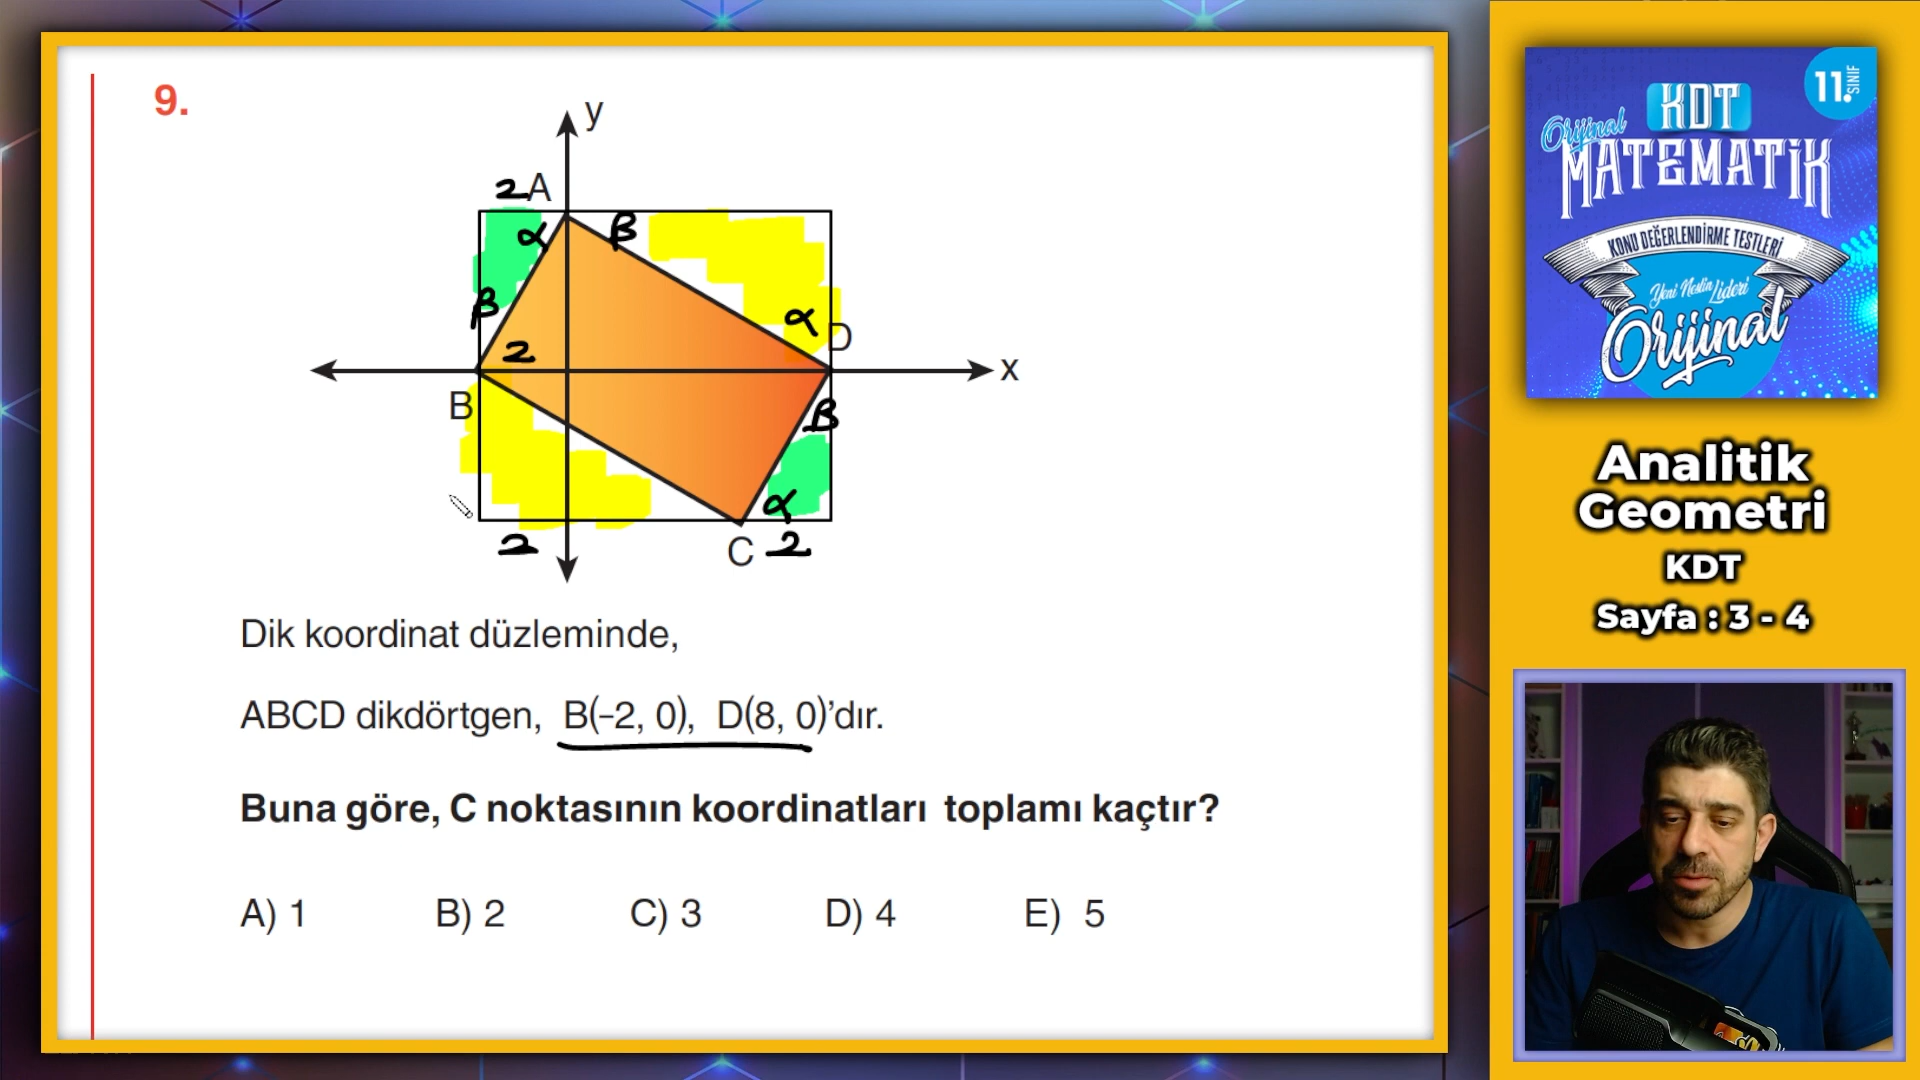 9.
y
2 A
α β
β
α
2
D
x
B
β
α
2
C 2
Dik koordinat düzleminde,
ABCD dikdörtgen, B(–2, 0), D(8, 0)’dır.
Buna göre, C noktasının koordinatları toplamı kaçtır?
A) 1 B) 2 C) 3 D) 4 E) 5
11. SINIF
KDT
Orijinal
MATEMATİK
KONU DEĞERLENDİRME TESTLERİ
Yeni Neslin Lideri
Orijinal
Analitik
Geometri
KDT
Sayfa : 3 - 4